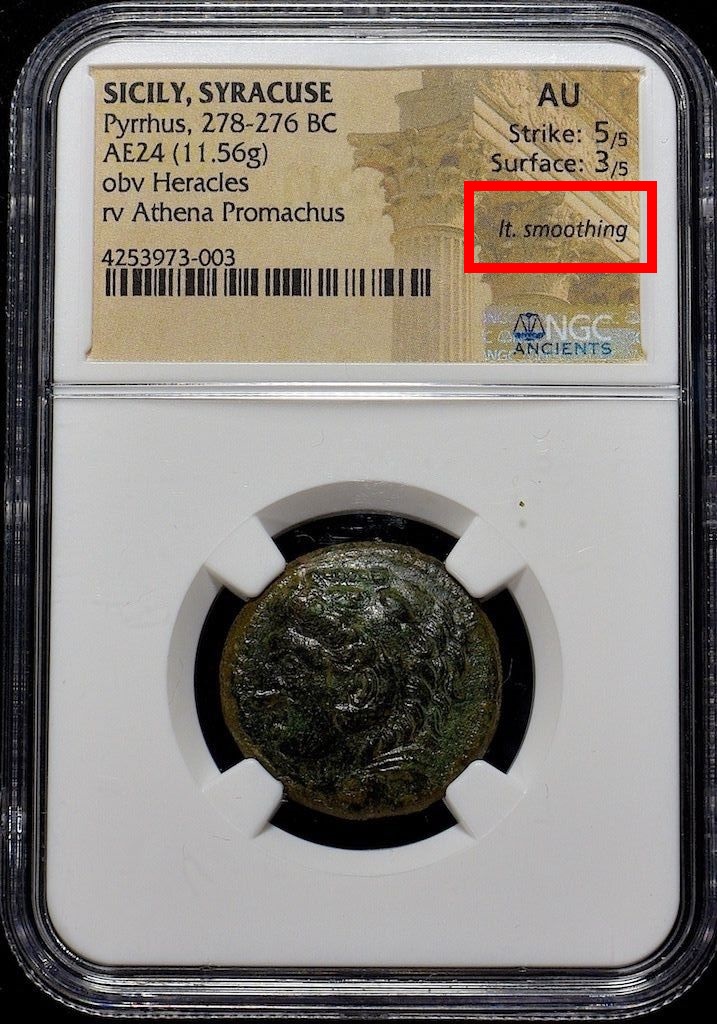 SICILY, SYRACUSE
Pyrrhus, 278-276 BC
AE24 (11.56g)
obv Heracles
rv Athena Promachus
4253973-003
AU
Strike: 5/5
Surface: 3/5
lt. smoothing
NGC
ANCIENTS